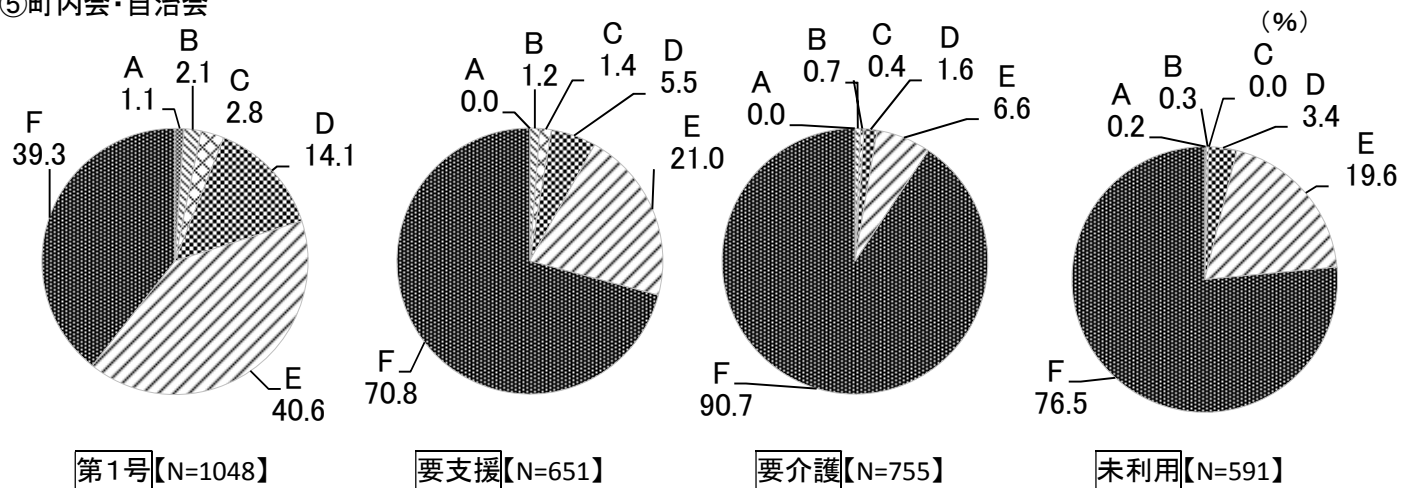 ⑤町内会・自治会
(%)
A
1.1
B
2.1
C
2.8
D
14.1
E
40.6
F
39.3
第1号【N=1048】
A
0.0
B
1.2
C
1.4
D
5.5
E
21.0
F
70.8
要支援【N=651】
A
0.0
B
0.7
C
0.4
D
1.6
E
6.6
F
90.7
要介護【N=755】
A
0.2
B
0.3
C
0.0
D
3.4
E
19.6
F
76.5
未利用【N=591】